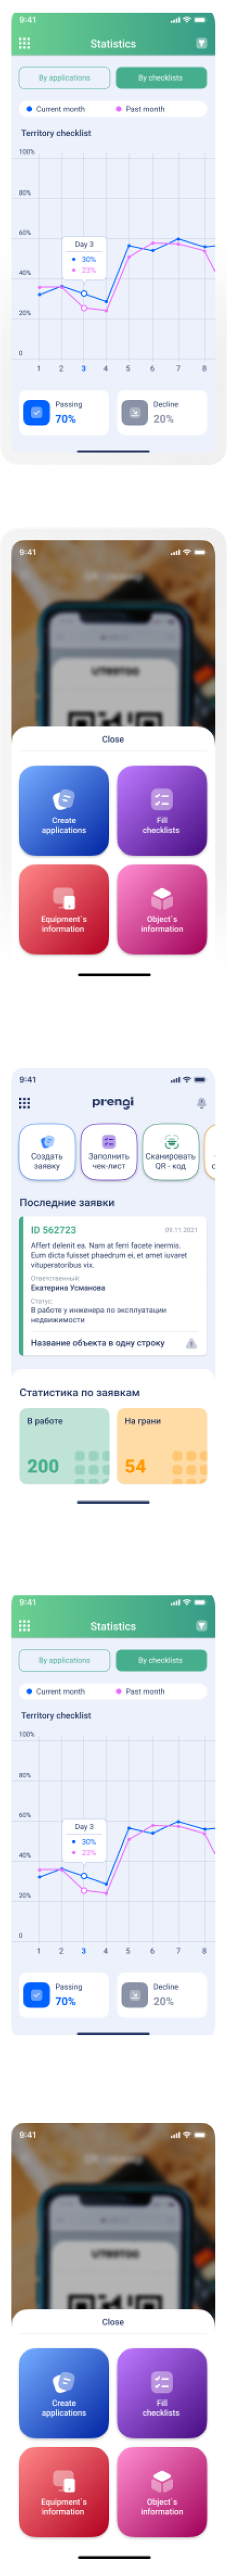 9:41
Statistics
By applications
By checklists
Current month
Past month
Territory checklist
100%
80%
60%
Day 3
30%
23%
40%
20%
0
1 2 3 4 5 6 7 8
Passing
70%
Decline
20%
9:41
Close
Create
applications
Fill
checklists
Equipment`s
information
Object`s
information
9:41
prengi
Создать
заявку
Заполнить
чек-лист
Сканировать
QR - код
Последние заявки
ID 562723
09.11.2021
Affert delenit ea. Nam at ferri facete inermis.
Eum dicta fuisset phaedrum ei, et amet iuvaret
vituperatoribus vix.
Ответственный:
Екатерина Усманова
Статус:
В работе у инженера по эксплуатации
недвижимости
Название объекта в одну строку
Статистика по заявкам
В работе
200
На грани
54
9:41
Statistics
By applications
By checklists
Current month
Past month
Territory checklist
100%
80%
60%
Day 3
30%
23%
40%
20%
0
1 2 3 4 5 6 7 8
Passing
70%
Decline
20%
9:41
Close
Create
applications
Fill
checklists
Equipment`s
information
Object`s
information